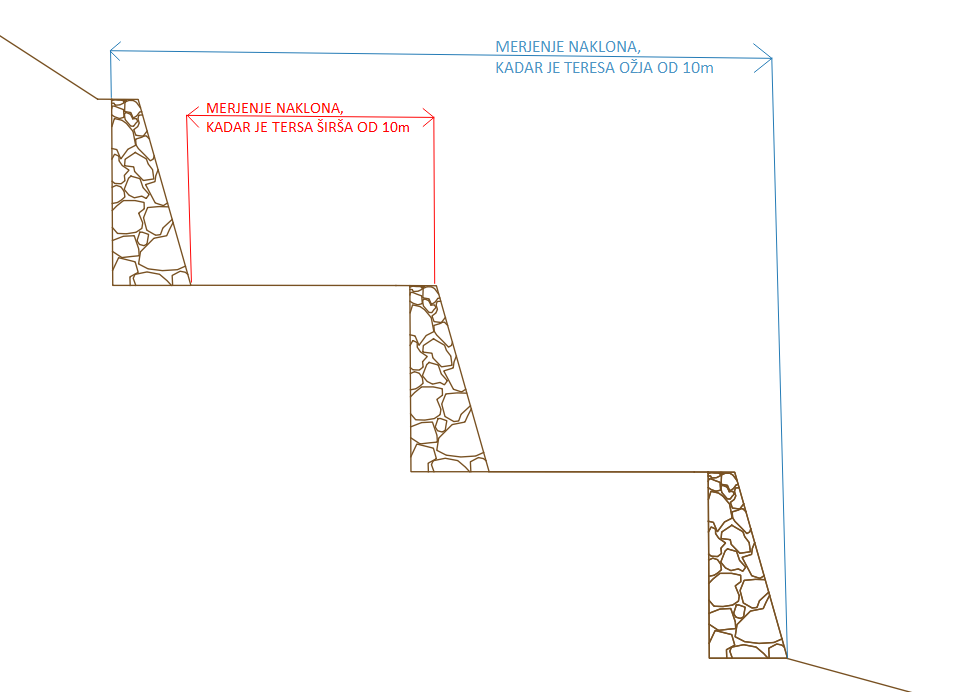 MERJENJE NAKLONA,
KADAR JE TERESA OŽJA OD 10m
MERJENJE NAKLONA,
KADAR JE TERSA ŠIRŠA OD 10m